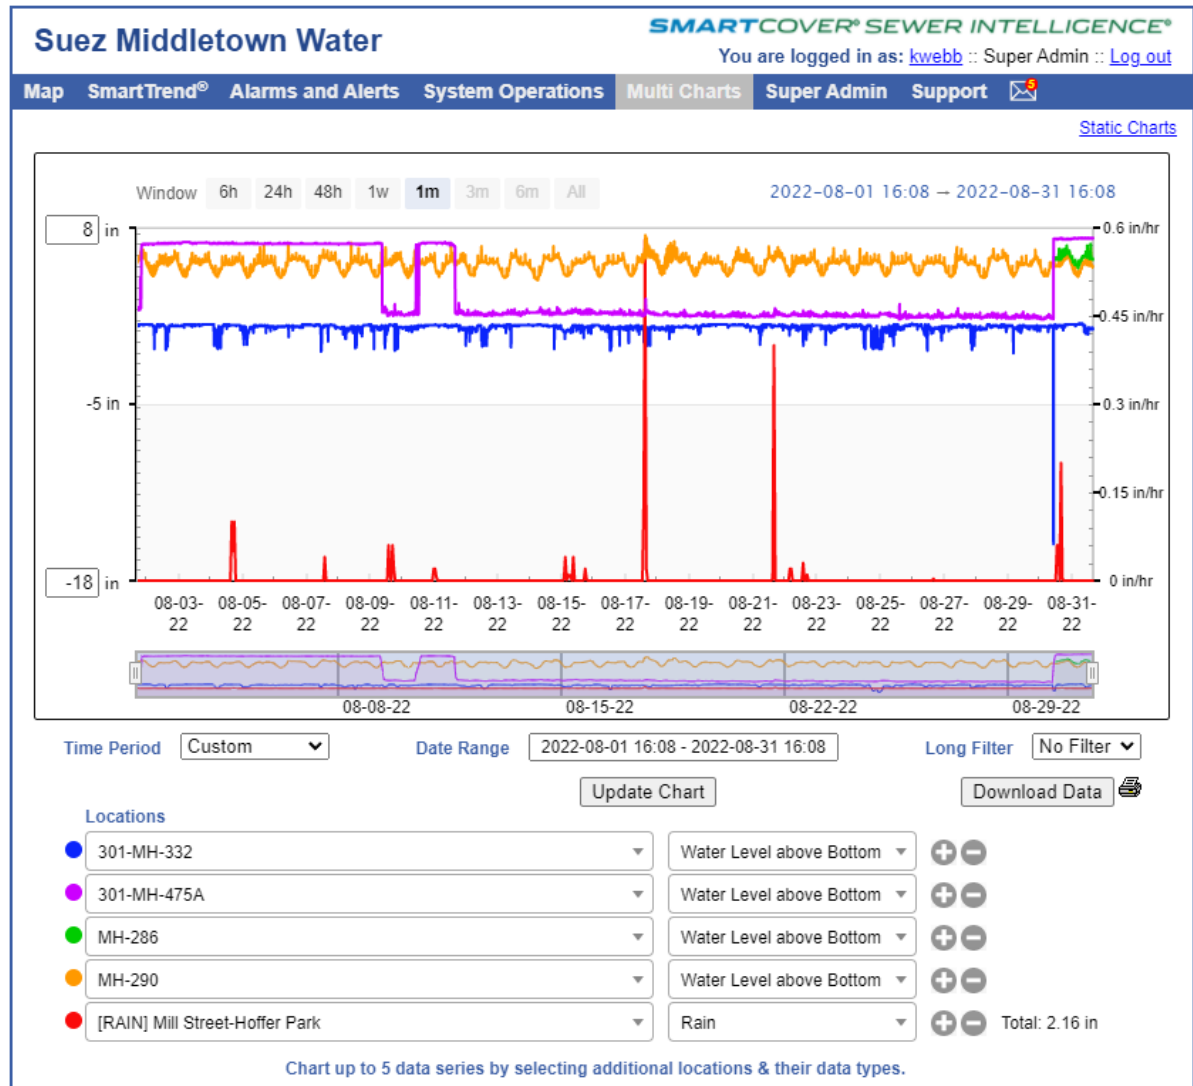 SMARTCOVER® SEWER INTELLIGENCE®
Suez Middletown Water
You are logged in as: kwebb :: Super Admin :: Log out
Map SmartTrend® Alarms and Alerts System Operations Multi Charts Super Admin Support 5
Static Charts
Window 6h 24h 48h 1w 1m 3m 6m All 2022-08-01 16:08 → 2022-08-31 16:08
8 in 0.6 in/hr
0.45 in/hr
-5 in 0.3 in/hr
0.15 in/hr
-18 in 0 in/hr
08-03- 08-05- 08-07- 08-09- 08-11- 08-13- 08-15- 08-17- 08-19- 08-21- 08-23- 08-25- 08-27- 08-29- 08-31-
22 22 22 22 22 22 22 22 22 22 22 22 22 22 22
08-08-22 08-15-22 08-22-22 08-29-22
Time Period Custom Date Range 2022-08-01 16:08 - 2022-08-31 16:08 Long Filter No Filter
Update Chart Download Data
Locations
301-MH-332 Water Level above Bottom
301-MH-475A Water Level above Bottom
MH-286 Water Level above Bottom
MH-290 Water Level above Bottom
[RAIN] Mill Street-Hoffer Park Rain Total: 2.16 in
Chart up to 5 data series by selecting additional locations & their data types.